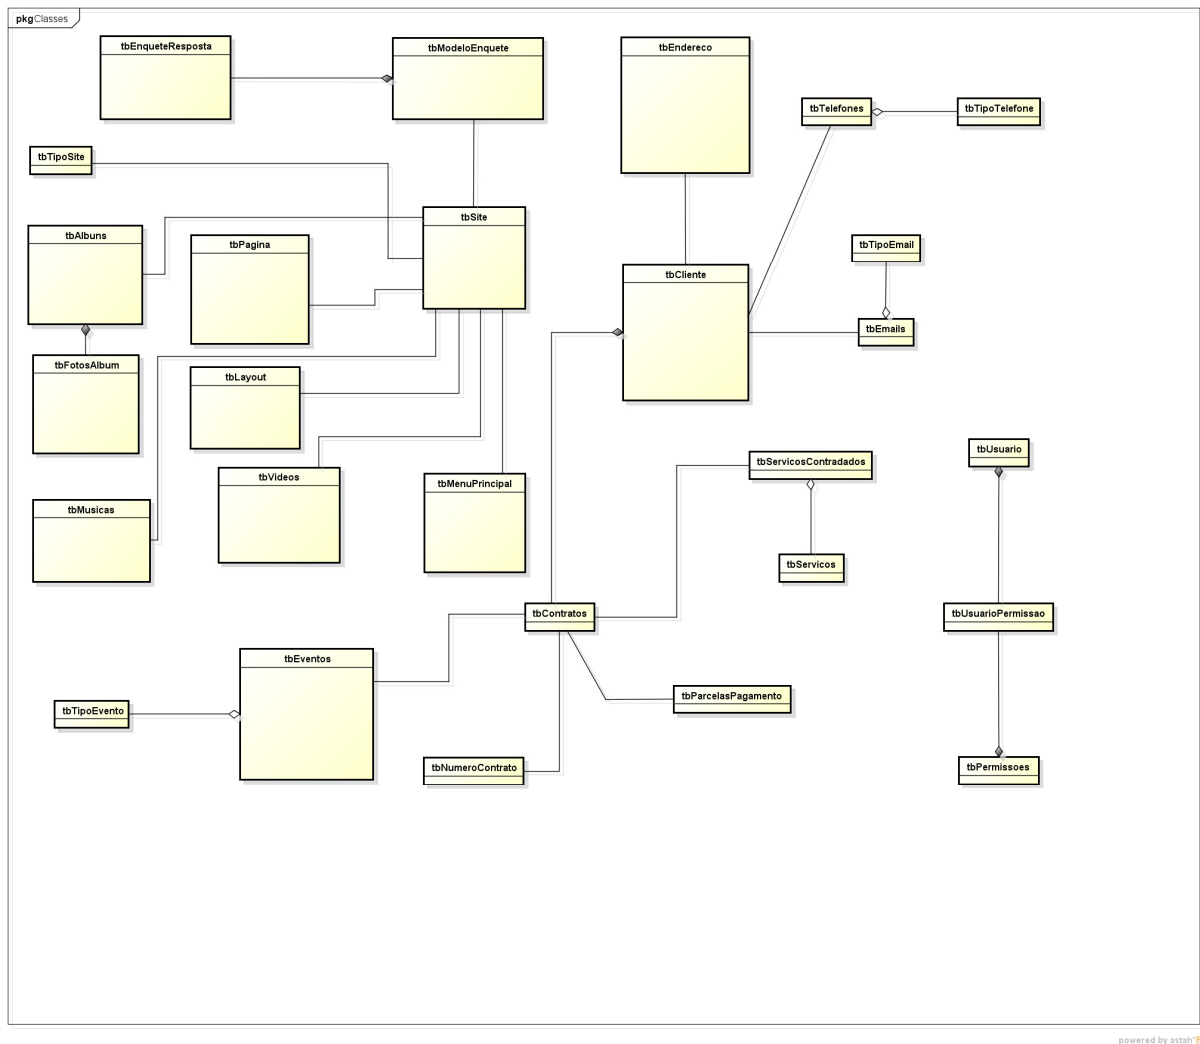 pkgClasses
tbEnqueteResposta
tbModeloEnquete
tbEndereco
tbTelefones
tbTipoTelefone
tbTipoSite
tbSite
tbAlbuns
tbPagina
tbTipoEmail
tbCliente
tbEmails
tbFotosAlbum
tbLayout
tbVideos
tbMenuPrincipal
tbServicosContradados
tbUsuario
tbMusicas
tbServicos
tbContratos
tbUsuarioPermissao
tbEventos
tbParcelasPagamento
tbTipoEvento
tbNumeroContrato
tbPermissoes
powered by astah*